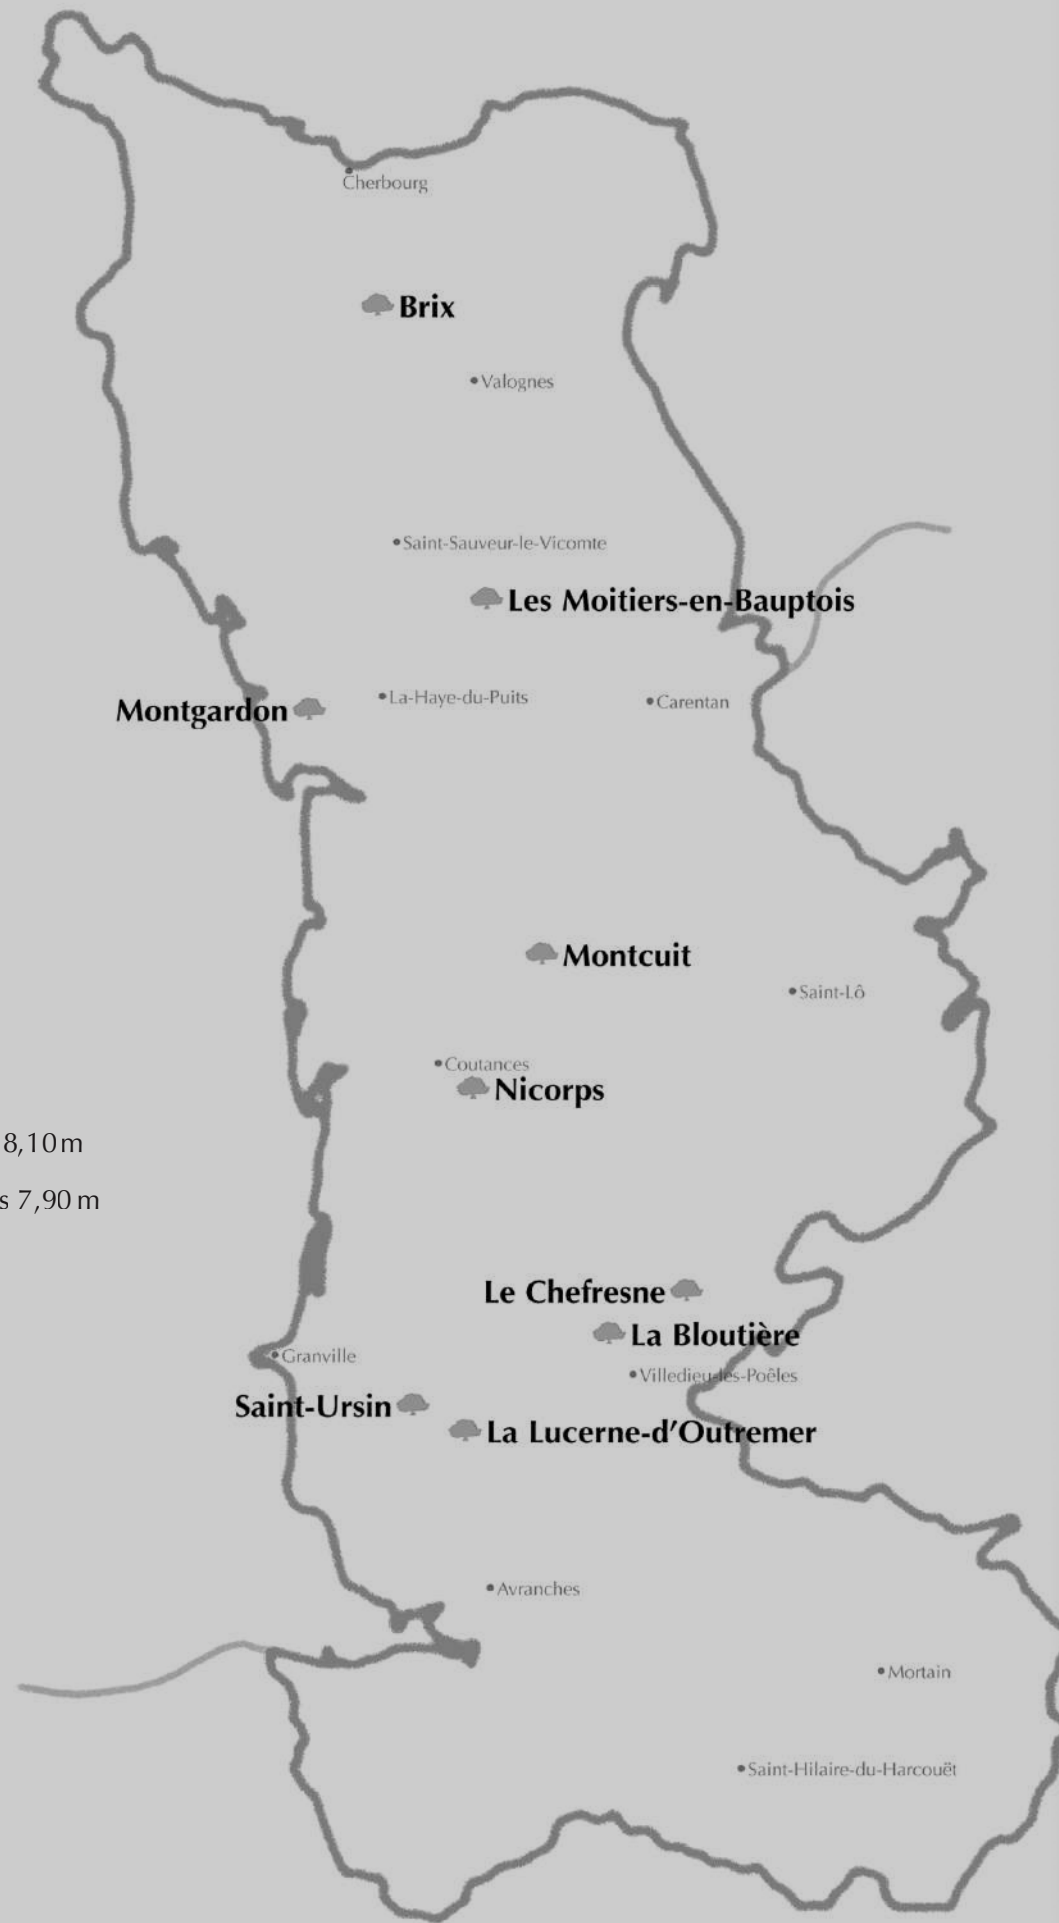 Cherbourg
Brix
Valognes
Saint-Sauveur-le-Vicomte
Les Moitiers-en-Bauptois
La-Haye-du-Puits
Carentan
Montgardon
Montcuit
Saint-Lô
Coutances
Nicorps
8,10 m
s 7,90 m
Le Chefresne
La Bloutière
Granville
Villedieu-les-Poêles
Saint-Ursin
La Lucerne-d'Outremer
Avranches
Mortain
Saint-Hilaire-du-Harcouët